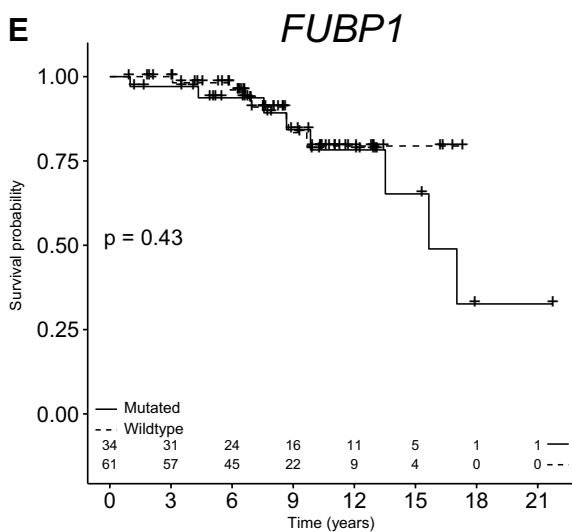 E
FUBP1
1.00
0.75
0.50
0.25
0.00
Survival probability
p = 0.43
Mutated
Wildtype
34 31 24 16 11 5 1 1
61 57 45 22 9 4 0 0
0 3 6 9 12 15 18 21
Time (years)